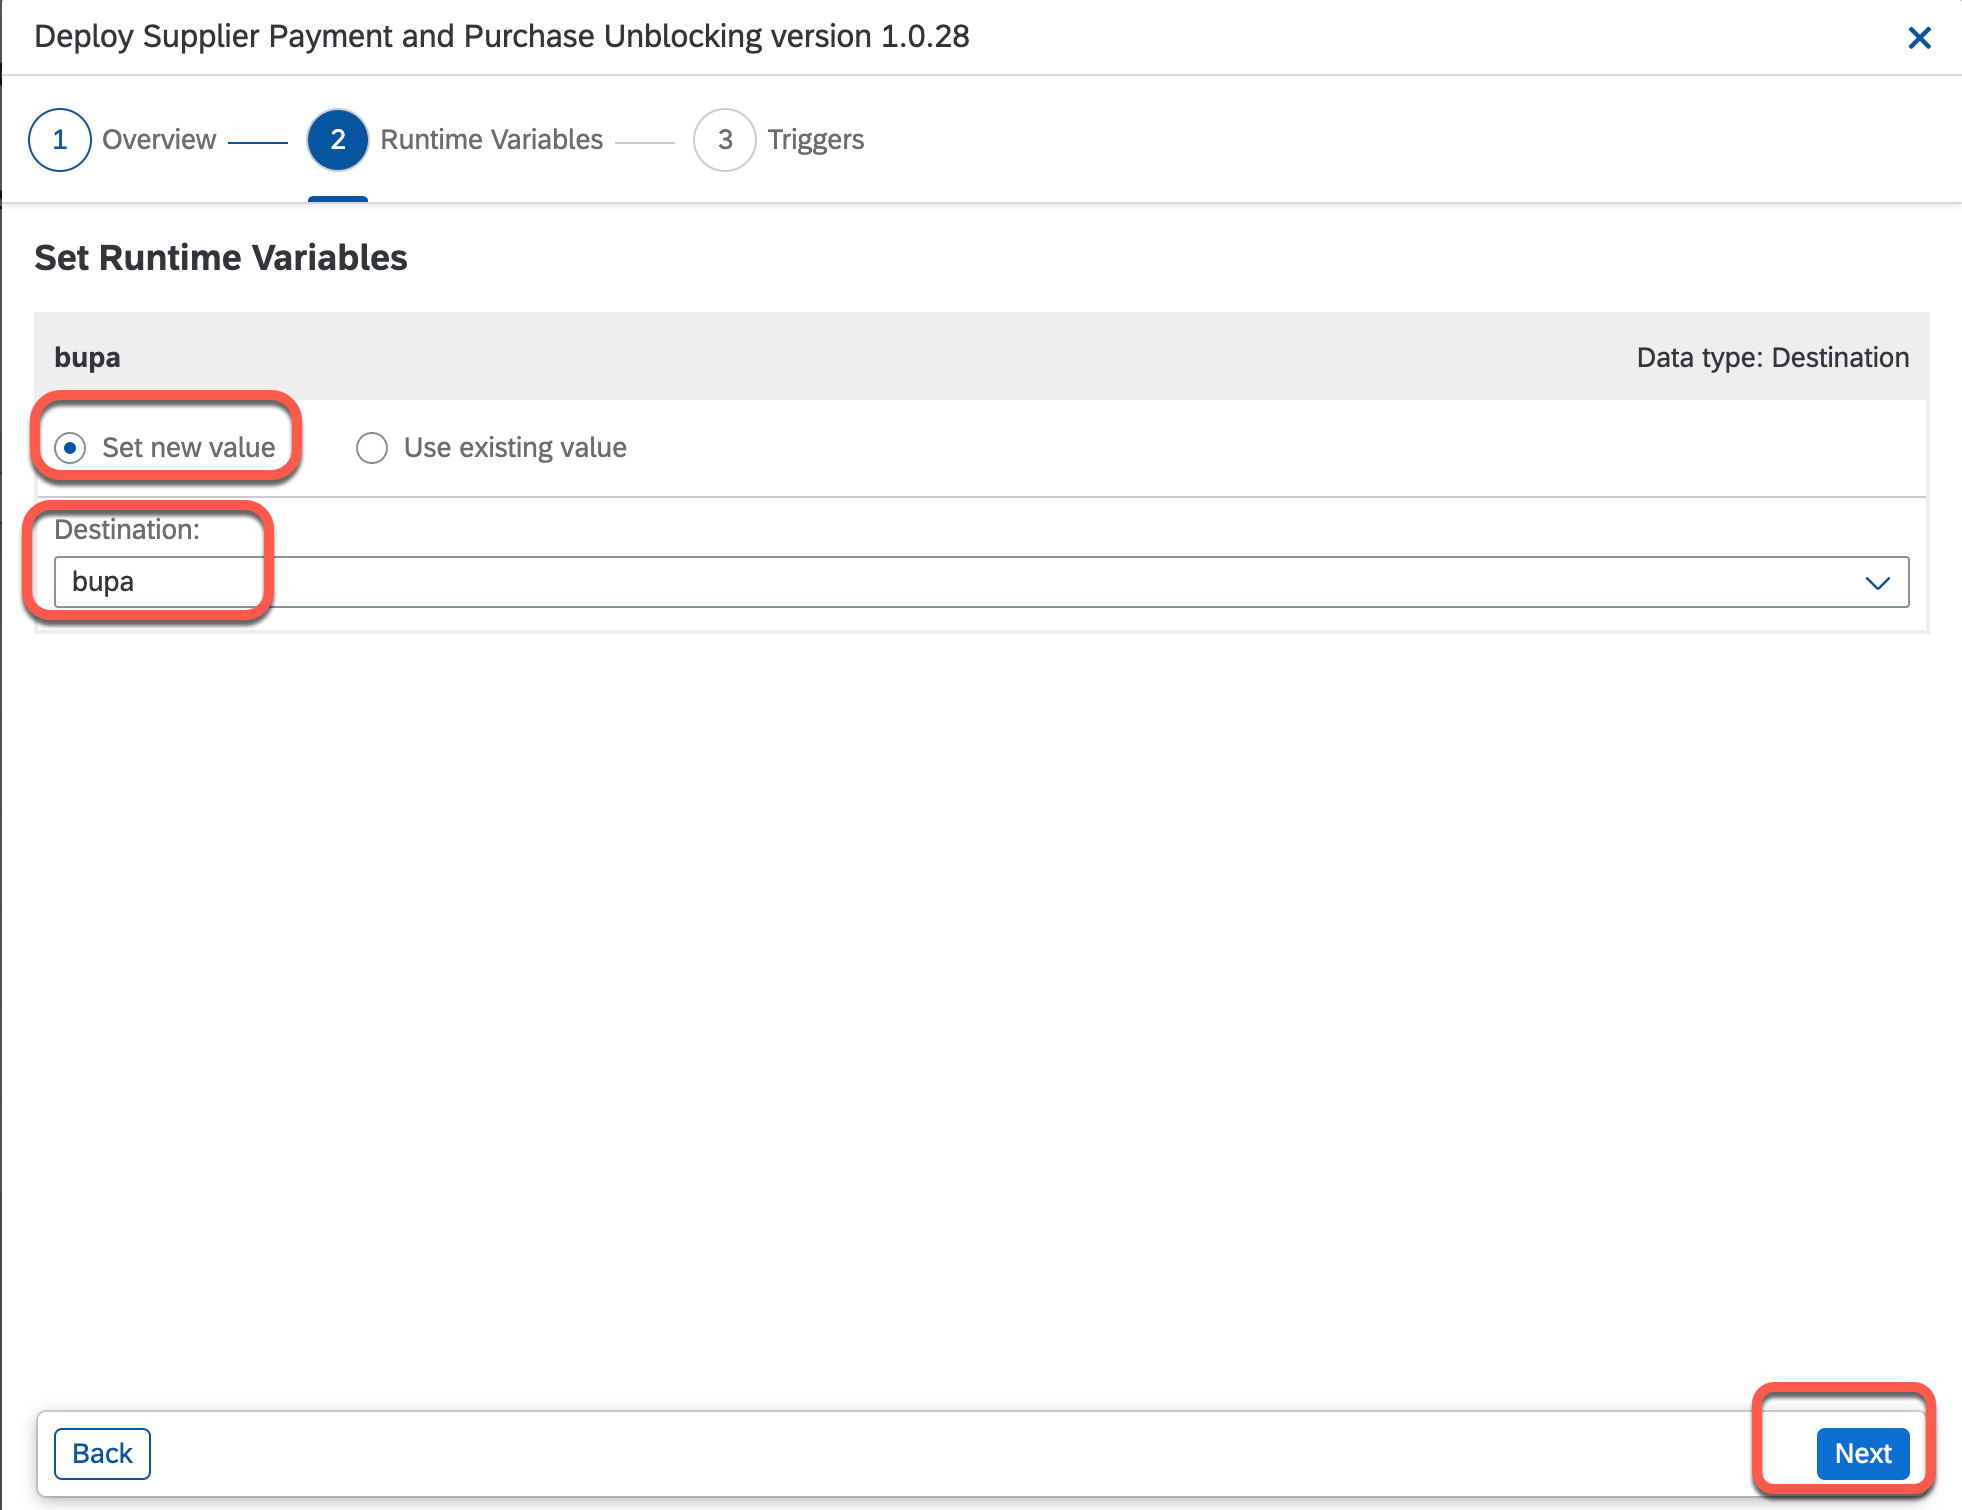 Deploy Supplier Payment and Purchase Unblocking version 1.0.28
1 Overview 2 Runtime Variables 3 Triggers
Set Runtime Variables
bupa Data type: Destination
Set new value Use existing value
Destination:
bupa
Back Next